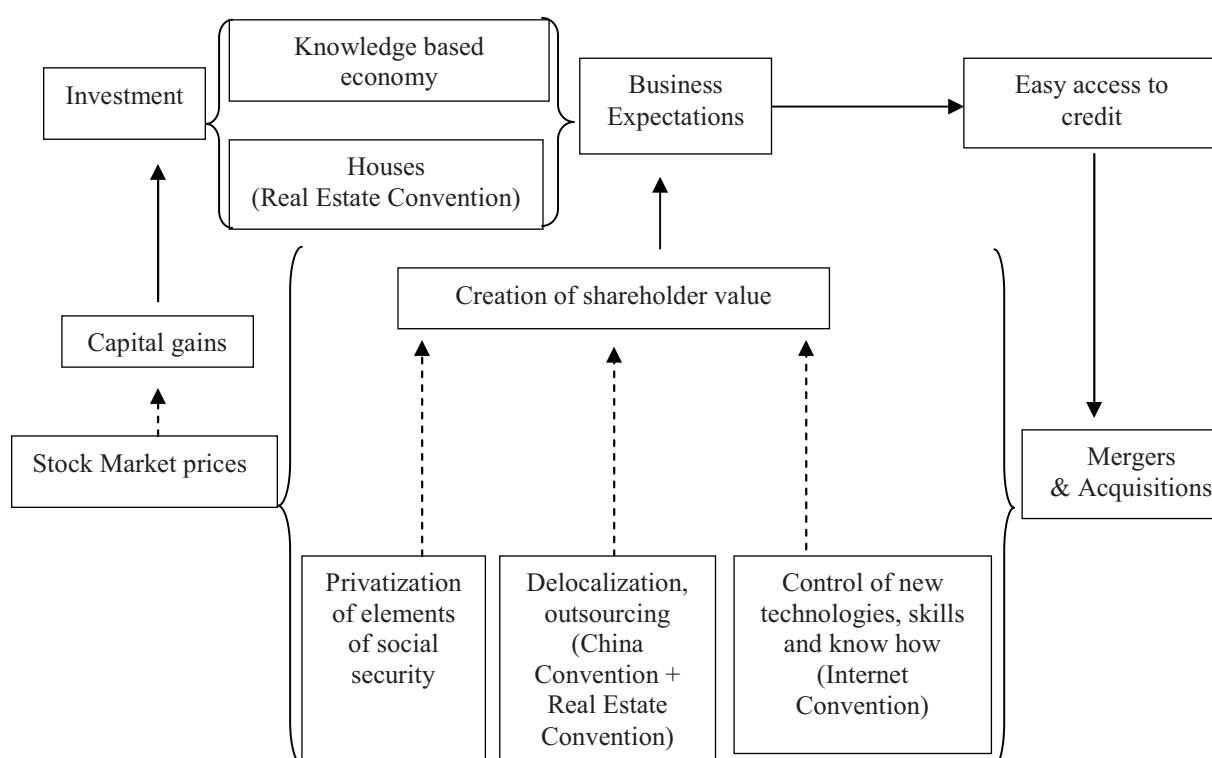 Investment
Knowledge based
economy
Houses
(Real Estate Convention)
Business
Expectations
Easy access to
credit
Creation of shareholder value
Capital gains
Stock Market prices
Mergers
& Acquisitions
Privatization
of elements
of social
security
Delocalization,
outsourcing
(China
Convention +
Real Estate
Convention)
Control of new
technologies, skills
and know how
(Internet
Convention)